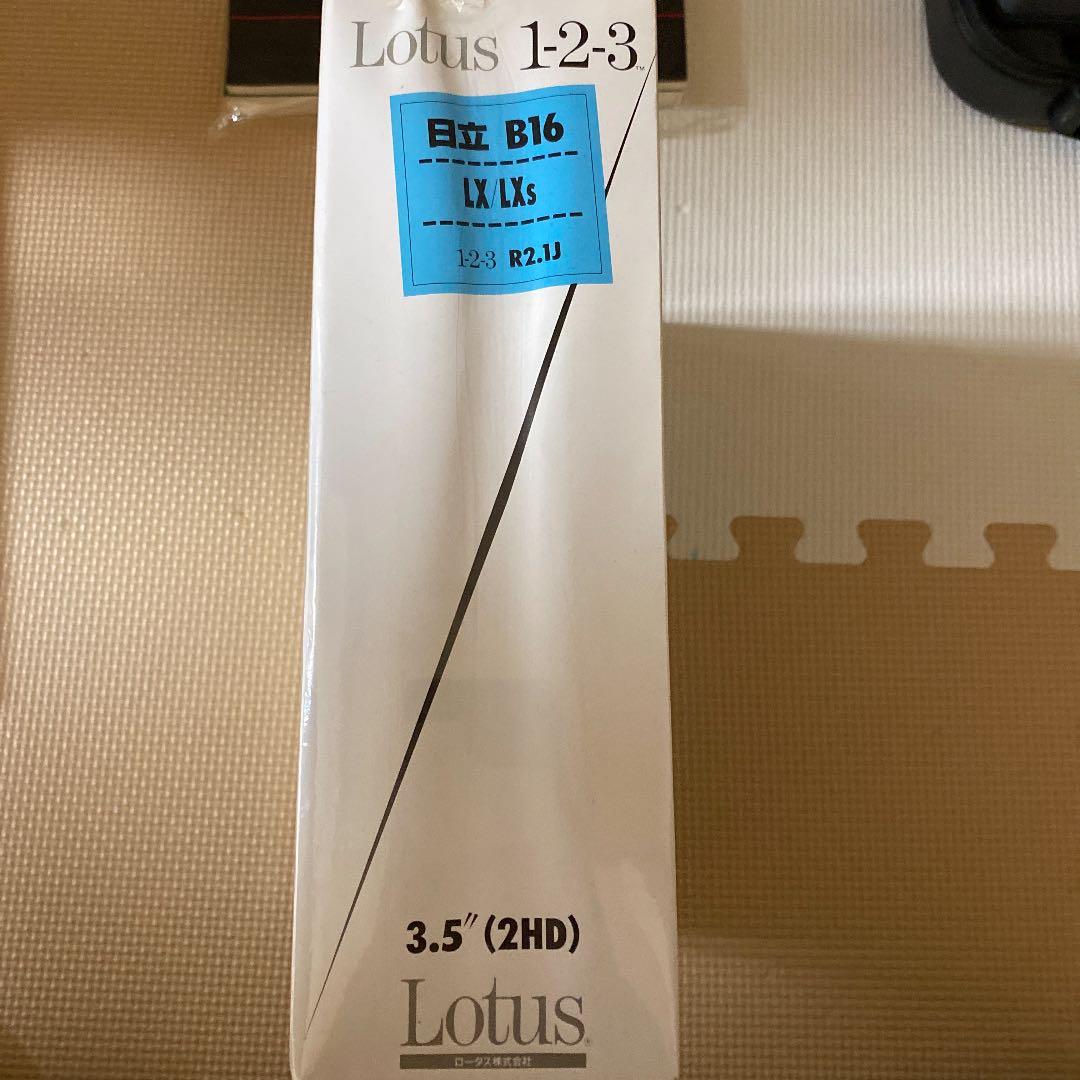 Lotus 1-2-3™
日立 B16
LX/LXs
1-2-3 R2.1J
3.5″(2HD)
Lotus®
ロータス株式会社